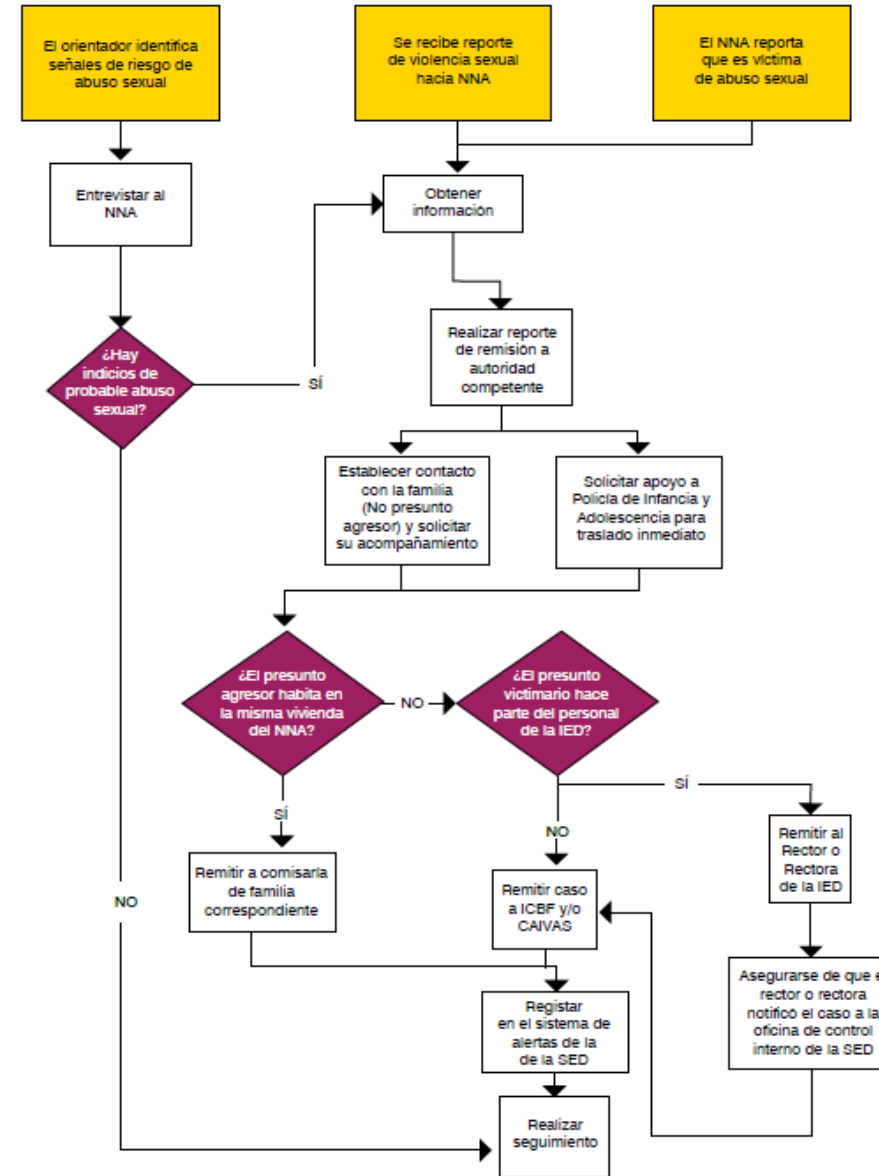 El orientador identifica
señales de riesgo de
abuso sexual
Se recibe reporte
de violencia sexual
hacia NNA
El NNA reporta
que es víctima
de abuso sexual
Entrevistar al
NNA
Obtener
información
¿Hay
indicios de
probable abuso
sexual?
SÍ
Realizar reporte
de remisión a
autoridad
competente
Establecer contacto
con la familia
(No presunto
agresor) y solicitar
su acompañamiento
Solicitar apoyo a
Policía de Infancia y
Adolescencia para
traslado inmediato
¿El presunto
agresor habita en
la misma vivienda
del NNA?
NO
¿El presunto
victimario hace
parte del personal
de la IED?
SÍ
SÍ
NO
Remitir al
Rector o
Rectora
de la IED
Remitir a comisaría
de familia
correspondiente
Remitir caso
a ICBF y/o
CAIVAS
NO
Asegurarse de que e
rector o rectora
notificó el caso a la
oficina de control
interno de la SED
Registar
en el sistema de
alertas de la
de la SED
Realizar
seguimiento